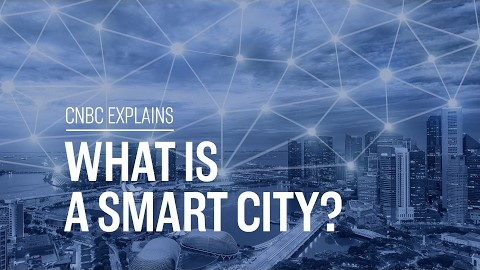 CNBC EXPLAINS
WHAT IS
A SMART CITY?